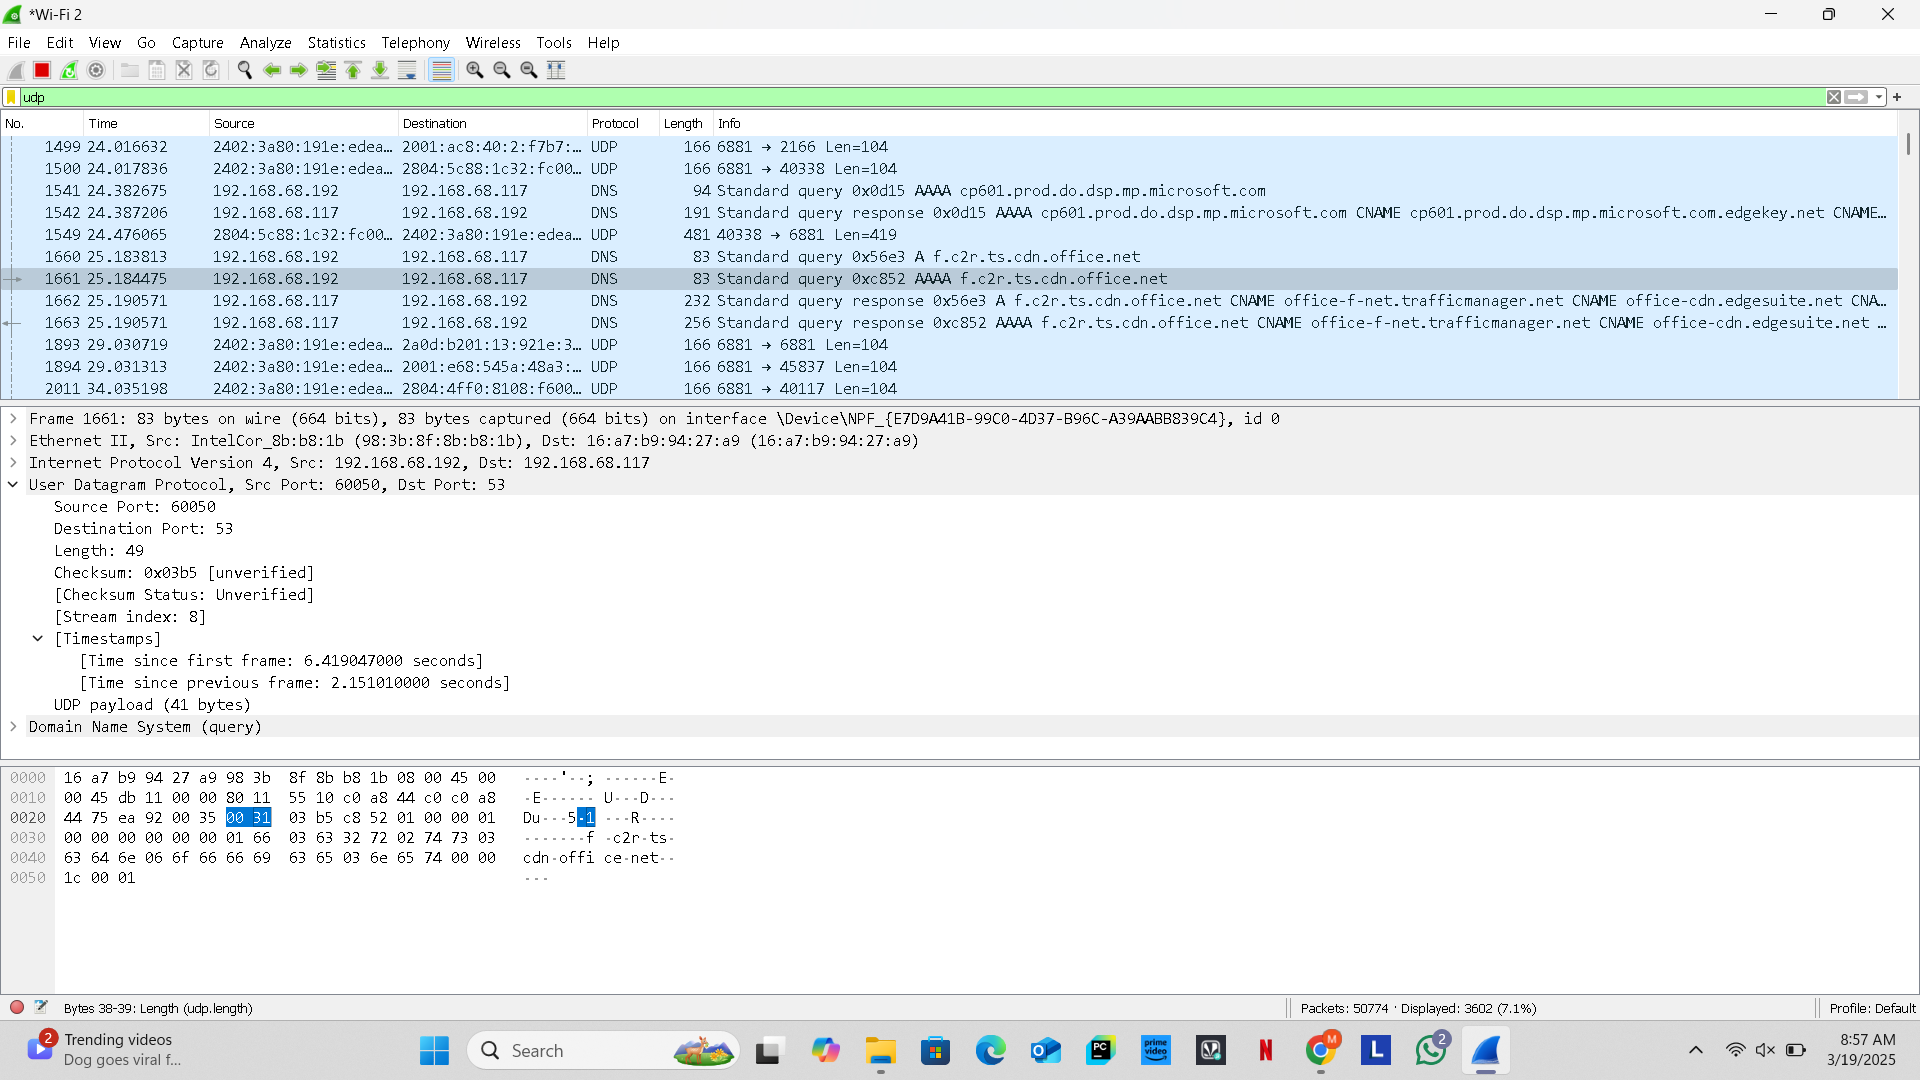 *Wi-Fi 2
File Edit View Go Capture Analyze Statistics Telephony Wireless Tools Help
udp
No. Time Source Destination Protocol Length Info
1499 24.016632 2402:3a80:191e:edea… 2001:ac8:40:2:f7b7:… UDP 166 6881 → 2166 Len=104
1500 24.017836 2402:3a80:191e:edea… 2804:5c88:1c32:fc00… UDP 166 6881 → 40338 Len=104
1541 24.382675 192.168.68.192 192.168.68.117 DNS 94 Standard query 0x0d15 AAAA cp601.prod.do.dsp.mp.microsoft.com
1542 24.387206 192.168.68.117 192.168.68.192 DNS 191 Standard query response 0x0d15 AAAA cp601.prod.do.dsp.mp.microsoft.com CNAME cp601.prod.do.dsp.mp.microsoft.com.edgekey.net CNAME…
1549 24.476065 2804:5c88:1c32:fc00… 2402:3a80:191e:edea… UDP 481 40338 → 6881 Len=419
1660 25.183813 192.168.68.192 192.168.68.117 DNS 83 Standard query 0x56e3 A f.c2r.ts.cdn.office.net
1661 25.184475 192.168.68.192 192.168.68.117 DNS 83 Standard query 0xc852 AAAA f.c2r.ts.cdn.office.net
1662 25.190571 192.168.68.117 192.168.68.192 DNS 232 Standard query response 0x56e3 A f.c2r.ts.cdn.office.net CNAME office-f-net.trafficmanager.net CNAME office-cdn.edgesuite.net CNA…
1663 25.190571 192.168.68.117 192.168.68.192 DNS 256 Standard query response 0xc852 AAAA f.c2r.ts.cdn.office.net CNAME office-f-net.trafficmanager.net CNAME office-cdn.edgesuite.net …
1893 29.030719 2402:3a80:191e:edea… 2a0d:b201:13:921e:3… UDP 166 6881 → 6881 Len=104
1894 29.031313 2402:3a80:191e:edea… 2001:e68:545a:48a3:… UDP 166 6881 → 45837 Len=104
2011 34.035198 2402:3a80:191e:edea… 2804:4ff0:8108:f600… UDP 166 6881 → 40117 Len=104
Frame 1661: 83 bytes on wire (664 bits), 83 bytes captured (664 bits) on interface \Device\NPF_{E7D9A41B-99C0-4D37-B96C-A39AABB839C4}, id 0
Ethernet II, Src: IntelCor_8b:b8:1b (98:3b:8f:8b:b8:1b), Dst: 16:a7:b9:94:27:a9 (16:a7:b9:94:27:a9)
Internet Protocol Version 4, Src: 192.168.68.192, Dst: 192.168.68.117
User Datagram Protocol, Src Port: 60050, Dst Port: 53
Source Port: 60050
Destination Port: 53
Length: 49
Checksum: 0x03b5 [unverified]
[Checksum Status: Unverified]
[Stream index: 8]
[Timestamps]
[Time since first frame: 6.419047000 seconds]
[Time since previous frame: 2.151010000 seconds]
UDP payload (41 bytes)
Domain Name System (query)
0000 16 a7 b9 94 27 a9 98 3b 8f 8b b8 1b 08 00 45 00 ····'··; ······E·
0010 00 45 db 11 00 00 80 11 55 10 c0 a8 44 c0 c0 a8 ·E······ U···D···
0020 44 75 ea 92 00 35 00 31 03 b5 c8 52 01 00 00 01 Du···5·1 ···R····
0030 00 00 00 00 00 00 01 66 03 63 32 72 02 74 73 03 ·······f ·c2r·ts·
0040 63 64 6e 06 6f 66 66 69 63 65 03 6e 65 74 00 00 cdn·offi ce·net··
0050 1c 00 01 ···
Bytes 38-39: Length (udp.length) Packets: 50774 · Displayed: 3602 (7.1%) Profile: Default
2 Trending videos
Dog goes viral f...
Search
PC
prime video
N
M
L
2
8:57 AM
3/19/2025